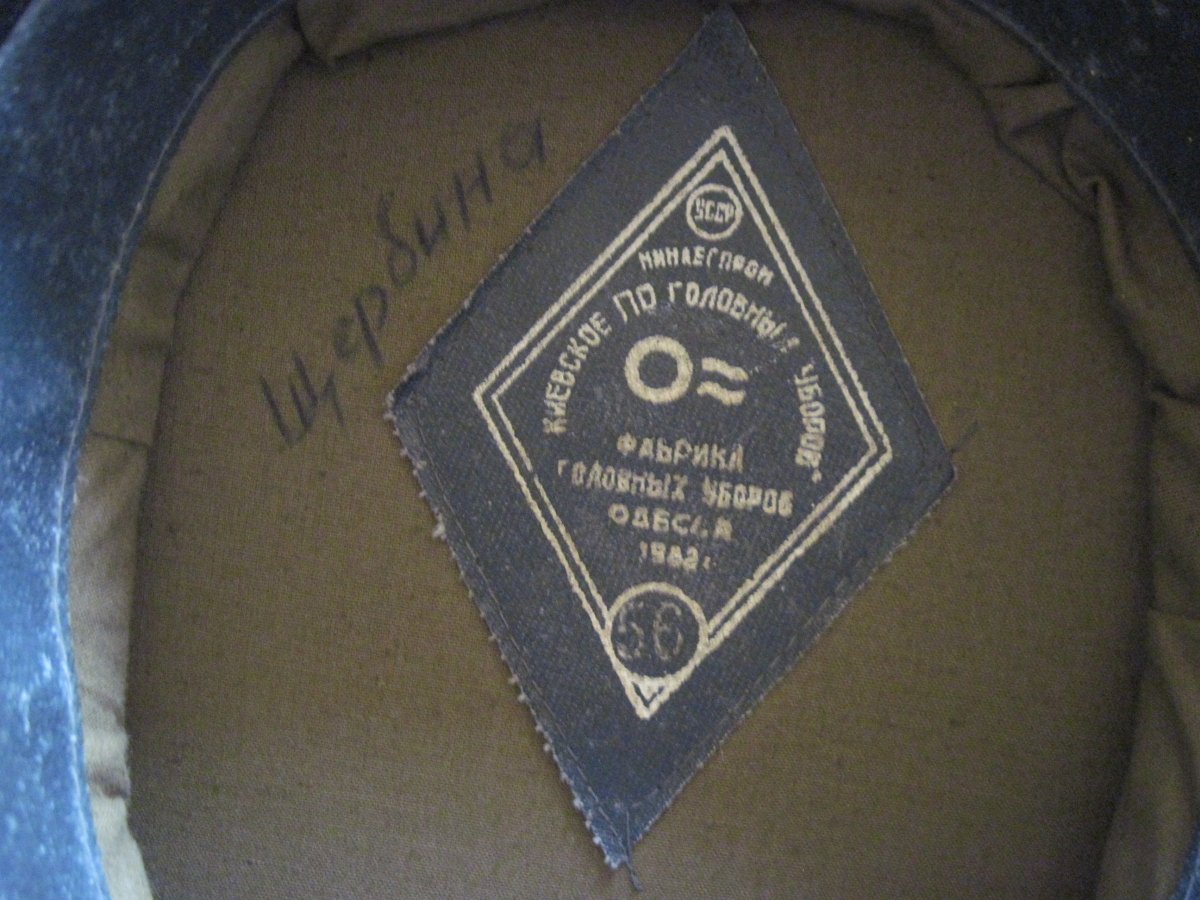 Щербина
УССР
МИНЛЕГПРОМ
КИЕВСКОЕ ПО ГОЛОВНЫХ УБОРОВ
ФАБРИКА
ГОЛОВНЫХ УБОРОВ
ОДЕССА
1982г
56